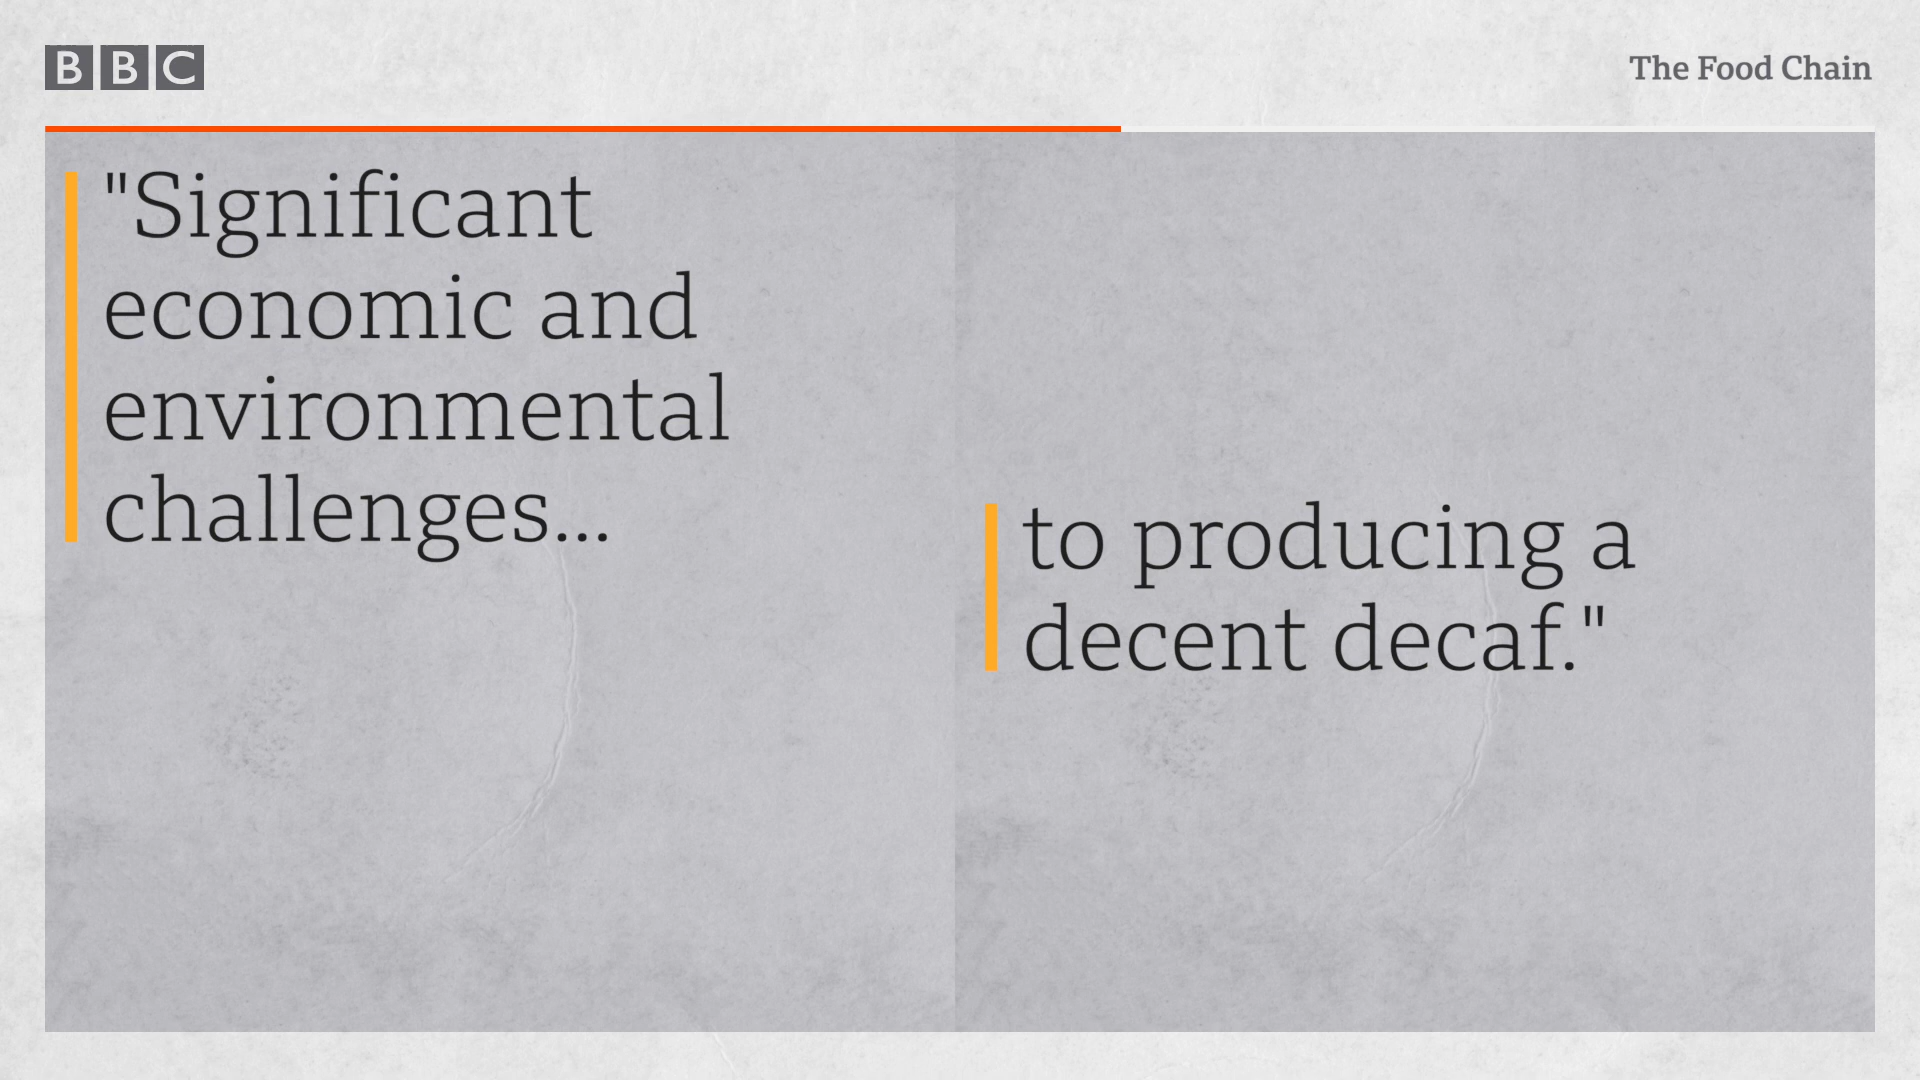 BBC
The Food Chain
"Significant
economic and
environmental
challenges...
to producing a
decent decaf."